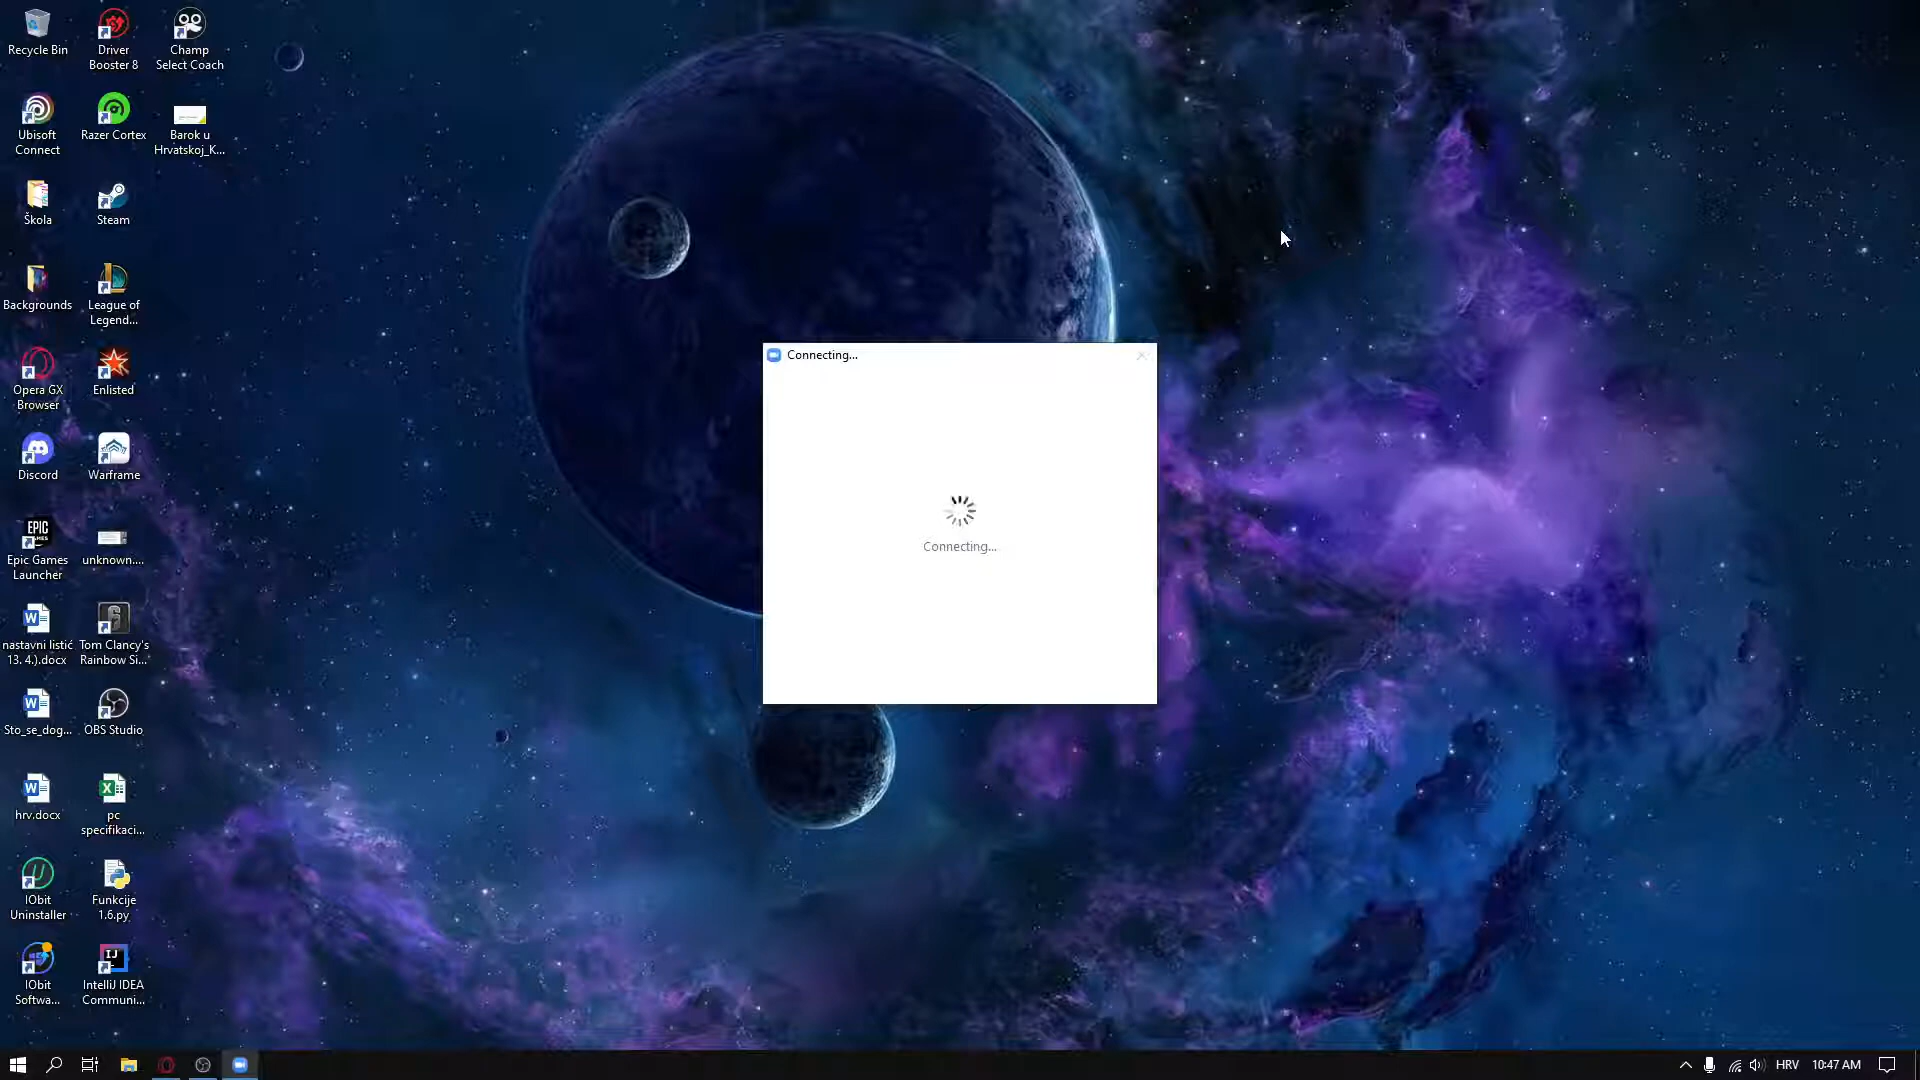 Recycle Bin
Driver
Booster 8
Champ
Select Coach
Ubisoft
Connect
Razer Cortex
Barok u
Hrvatskoj_K...
Škola
Steam
Backgrounds
League of
Legend...
Opera GX
Browser
Enlisted
Discord
Warframe
EPIC
GAMES
Epic Games
Launcher
unknown....
nastavni listić
13. 4.).docx
Tom Clancy's
Rainbow Si...
Sto_se_dog...
OBS Studio
hrv.docx
pc
specifikaci...
IObit
Uninstaller
Funkcije
1.6.py
IObit
Softwa...
IJ
IntelliJ IDEA
Communi...
Connecting...
Connecting...
HRV
10:47 AM